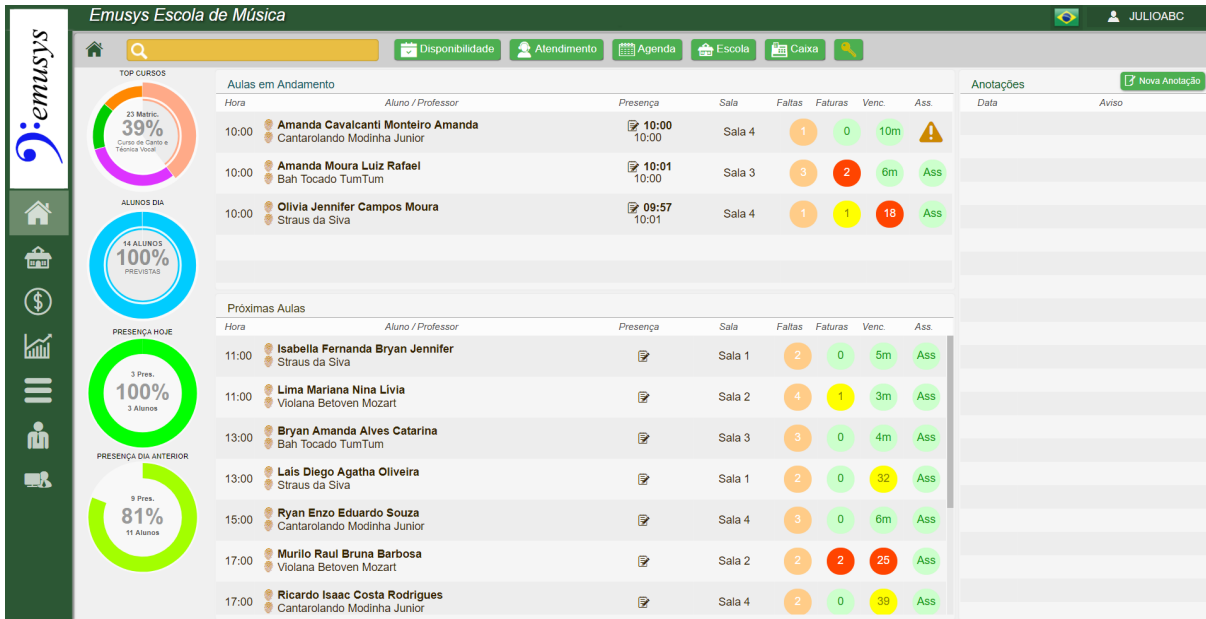 Emusys Escola de Música
JULIOABC
emusys
Disponibilidade
Atendimento
Agenda
Escola
Caixa
TOP CURSOS
23 Matric.
39%
Curso de Canto e
Técnica Vocal
ALUNOS DIA
14 ALUNOS
100%
PREVISTAS
PRESENÇA HOJE
3 Pres.
100%
3 Alunos
PRESENÇA DIA ANTERIOR
9 Pres.
81%
11 Alunos
Aulas em Andamento
Hora Aluno / Professor Presença Sala Faltas Faturas Venc. Ass.
10:00 Amanda Cavalcanti Monteiro Amanda 10:00 Sala 4 1 0 10m
Cantarolando Modinha Junior 10:00
10:00 Amanda Moura Luiz Rafael 10:01 Sala 3 3 2 6m Ass
Bah Tocado TumTum 10:00
10:00 Olivia Jennifer Campos Moura 09:57 Sala 4 1 1 18 Ass
Straus da Siva 10:01
Próximas Aulas
Hora Aluno / Professor Presença Sala Faltas Faturas Venc. Ass.
11:00 Isabella Fernanda Bryan Jennifer Sala 1 2 0 5m Ass
Straus da Siva
11:00 Lima Mariana Nina Lívia Sala 2 4 1 3m Ass
Violana Betoven Mozart
13:00 Bryan Amanda Alves Catarina Sala 3 3 0 4m Ass
Bah Tocado TumTum
13:00 Laís Diego Agatha Oliveira Sala 1 2 0 32 Ass
Straus da Siva
15:00 Ryan Enzo Eduardo Souza Sala 4 3 0 6m Ass
Cantarolando Modinha Junior
17:00 Murilo Raul Bruna Barbosa Sala 2 2 2 25 Ass
Violana Betoven Mozart
17:00 Ricardo Isaac Costa Rodrigues Sala 4 2 0 39 Ass
Cantarolando Modinha Junior
Anotações
Nova Anotação
Data Aviso